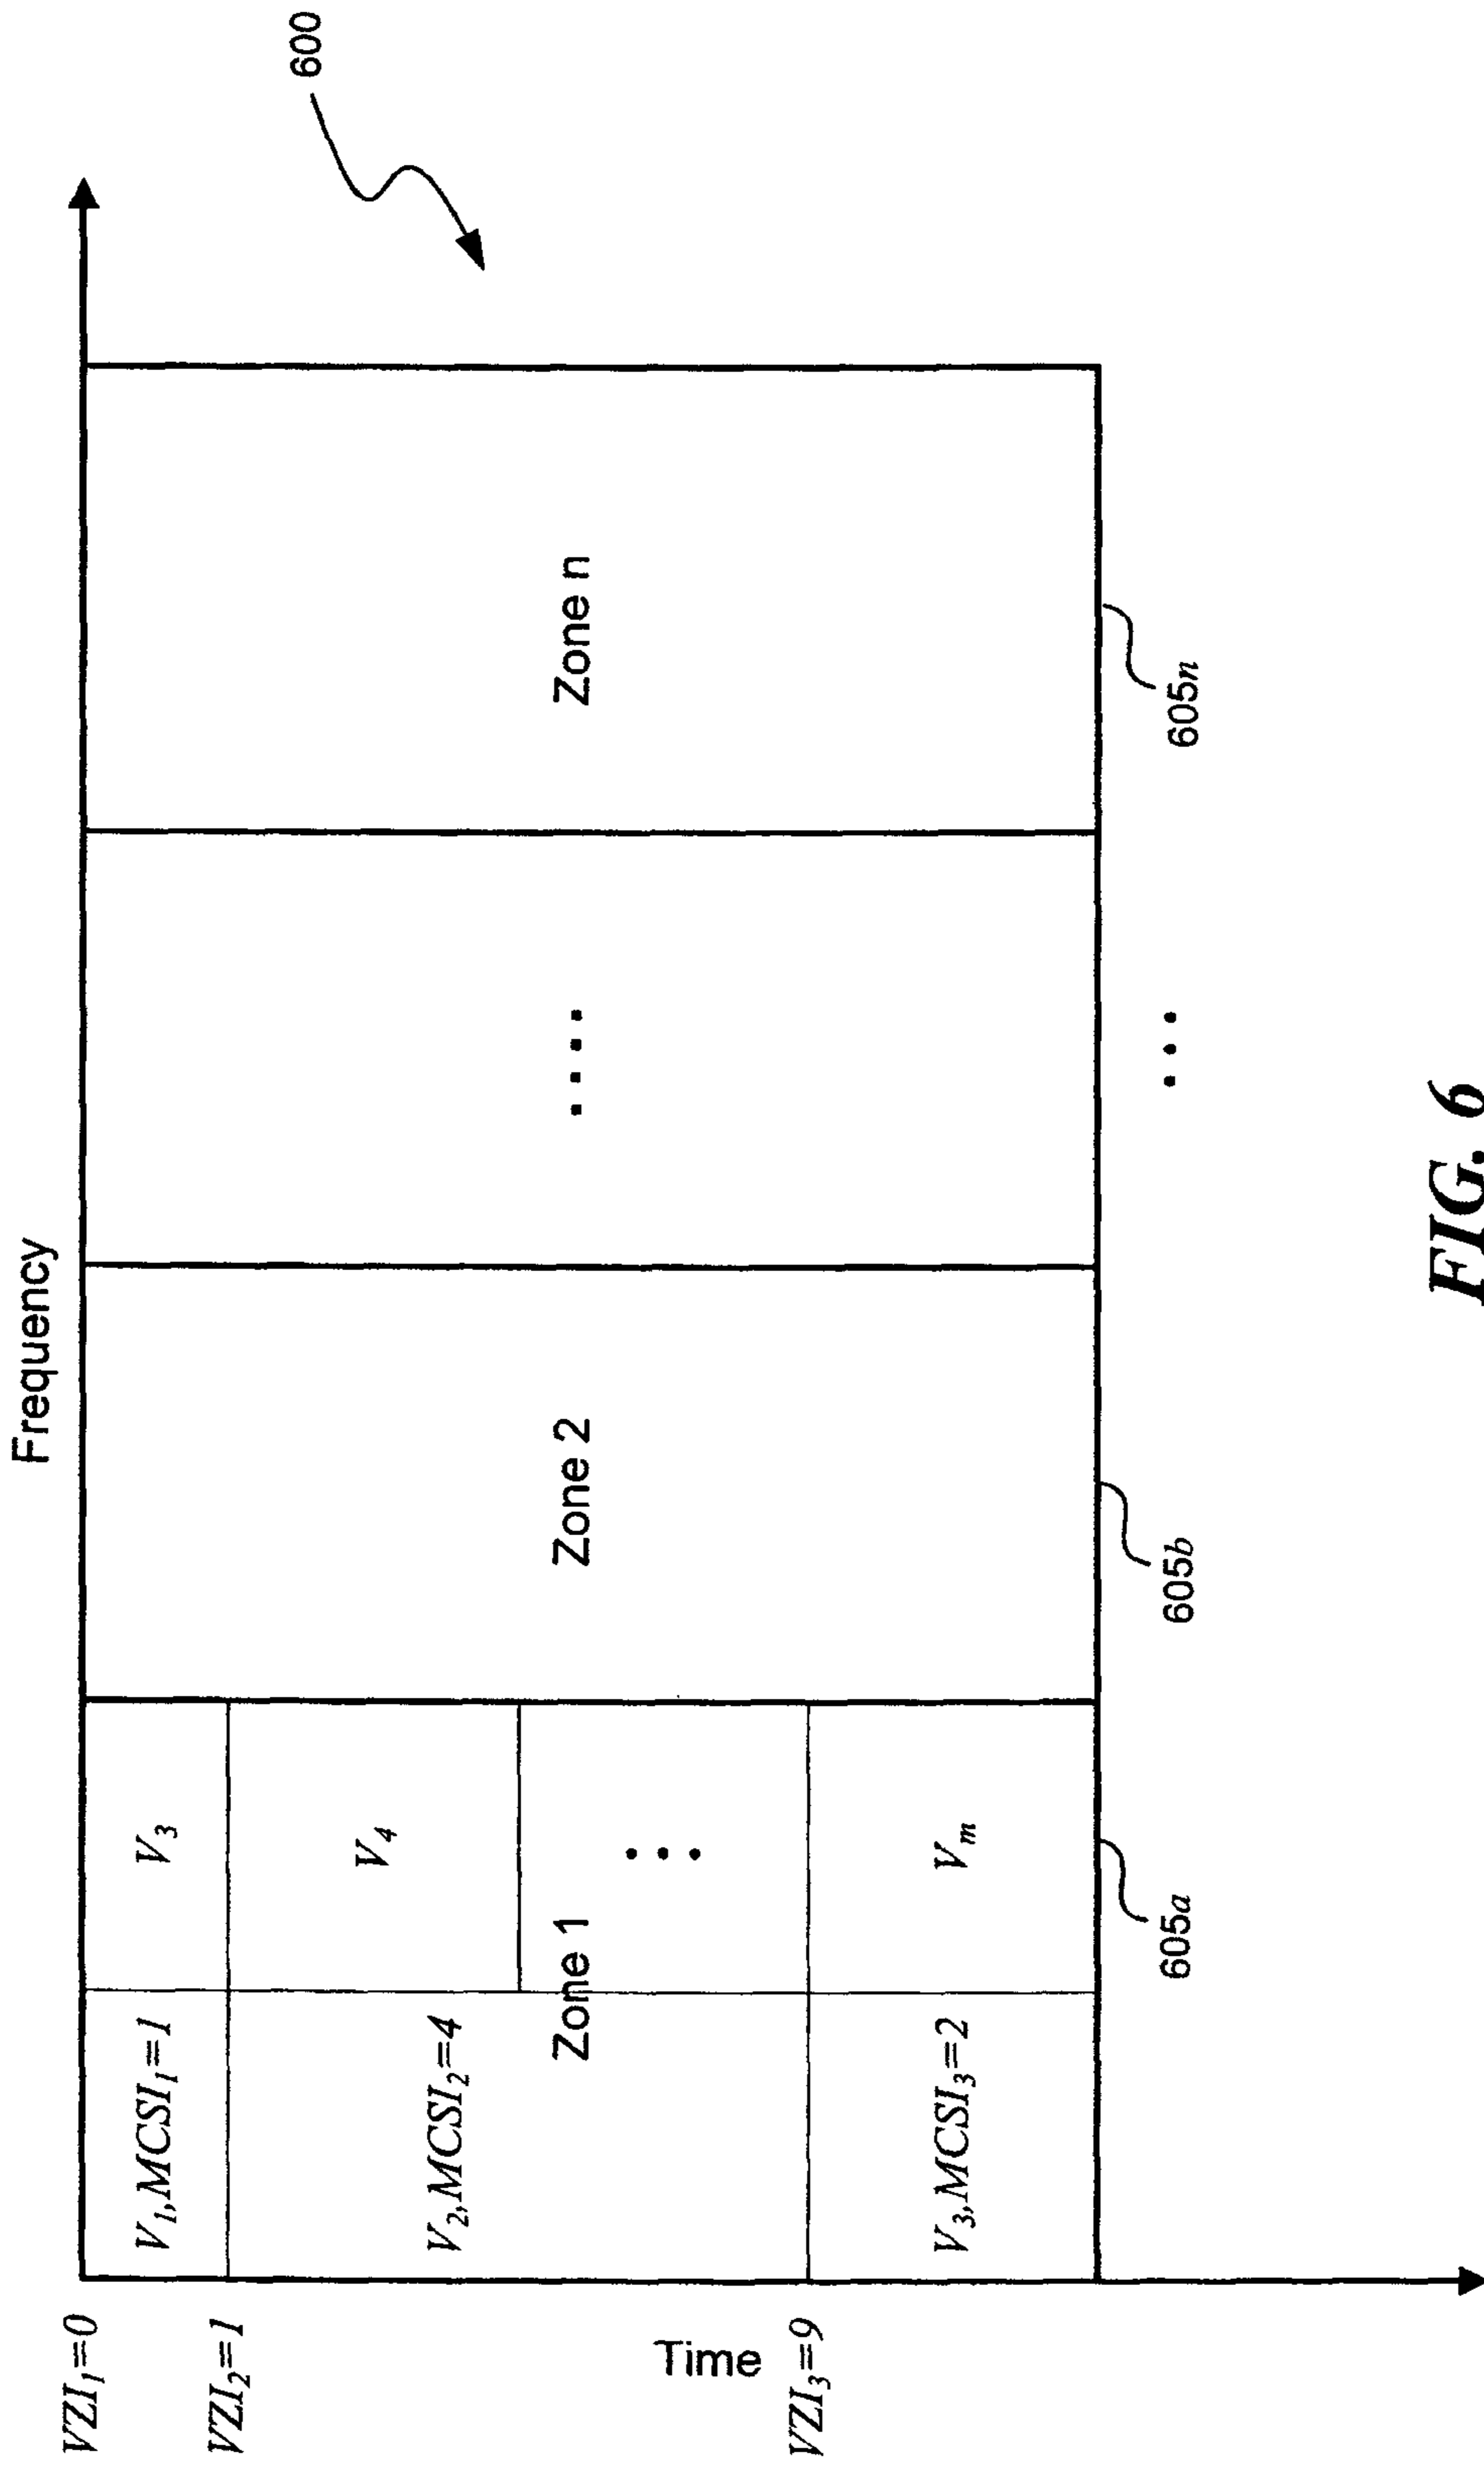 Frequency
600
VZI₁=0
V₁,MCSI₁=1
V₃
VZI₂=1
V₂,MCSI₂=4
V₄
Zone 1
Zone 2
. . . .
Zone n
Time
VZI₃=9
V₃,MCSI₃=2
Vₘ
605a
605b
. . .
605n
FIG. 6